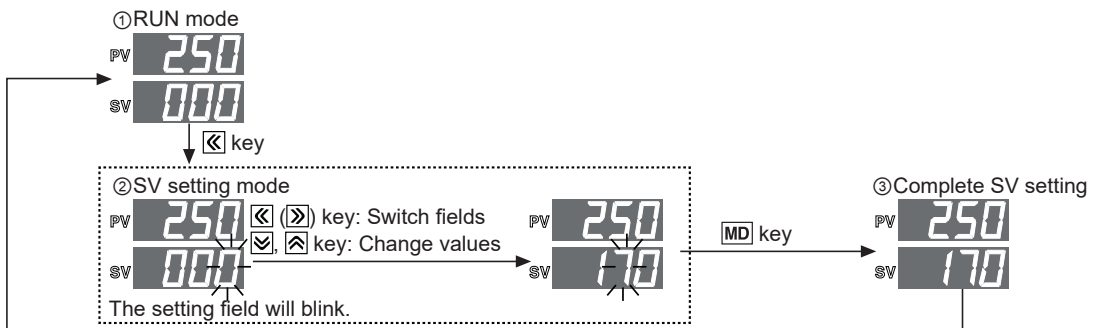 ①RUN mode
PV 250
SV 000
« key
②SV setting mode
PV 250
SV 000
« (») key: Switch fields
︾, ︽ key: Change values
PV 250
SV 170
The setting field will blink.
MD key
③Complete SV setting
PV 250
SV 170